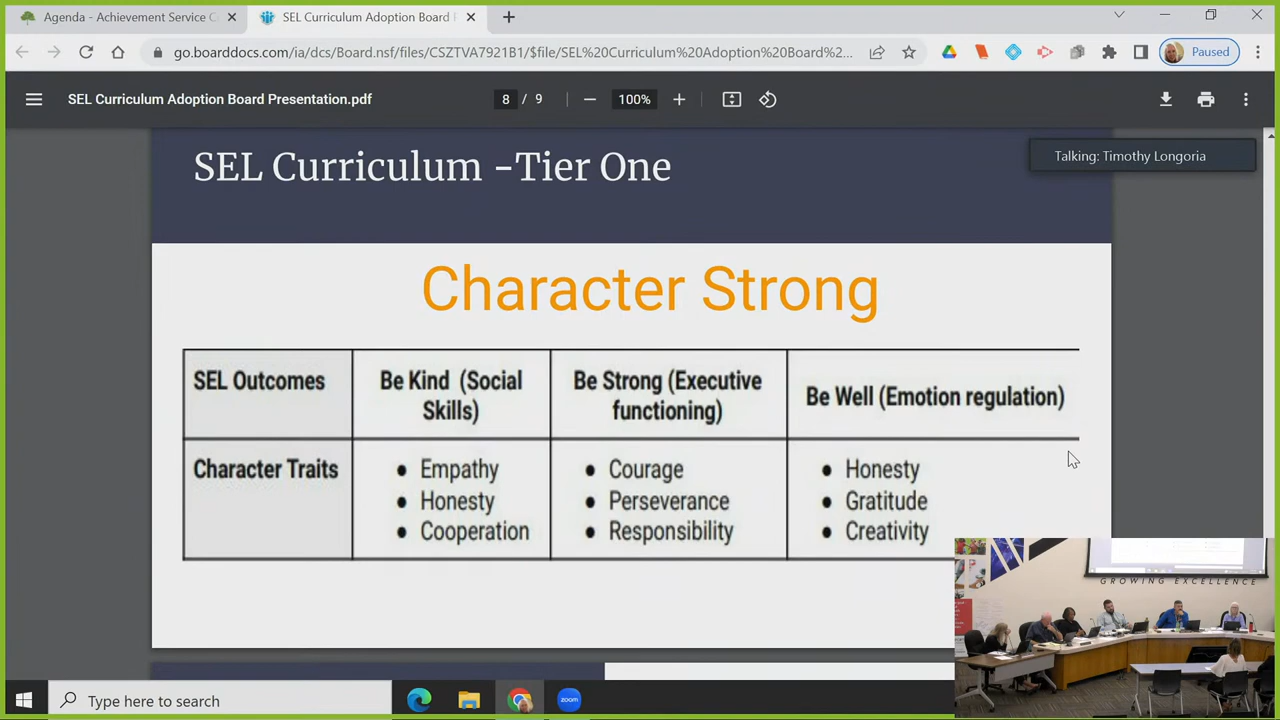 Agenda - Achievement Service C
SEL Curriculum Adoption Board P
go.boarddocs.com/ia/dcs/Board.nsf/files/CSZTVA7921B1/$file/SEL%20Curriculum%20Adoption%20Board%2...
Paused
SEL Curriculum Adoption Board Presentation.pdf
8 / 9
100%
Talking: Timothy Longoria
SEL Curriculum -Tier One
Character Strong
SEL Outcomes
Be Kind (Social
Skills)
Be Strong (Executive
functioning)
Be Well (Emotion regulation)
Character Traits
• Empathy
• Honesty
• Cooperation
• Courage
• Perseverance
• Responsibility
• Honesty
• Gratitude
• Creativity
GROWING EXCELLENCE
Type here to search
zoom